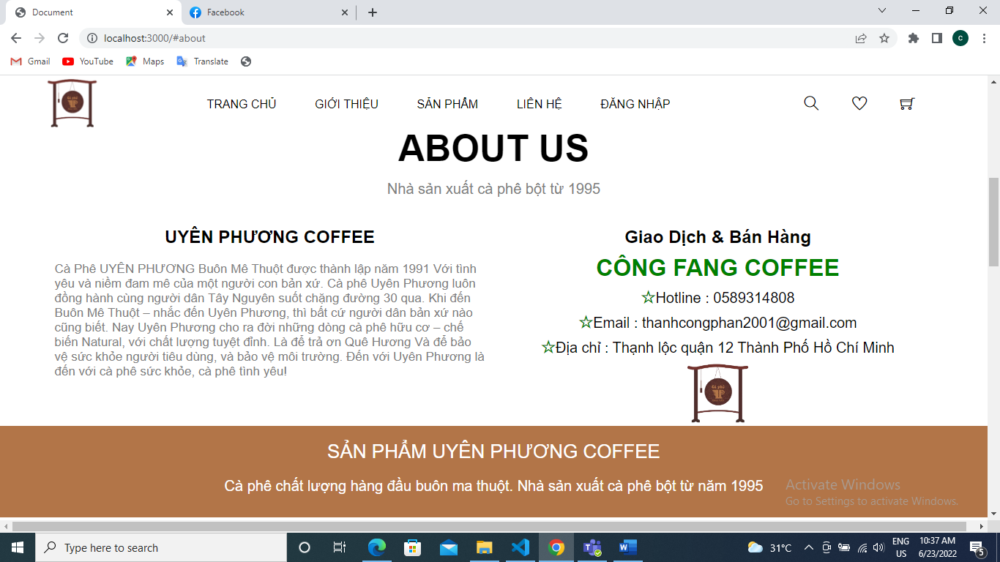 Document
Facebook
localhost:3000/#about
Gmail
YouTube
Maps
Translate
TRANG CHỦ
GIỚI THIỆU
SẢN PHẨM
LIÊN HỆ
ĐĂNG NHẬP
ABOUT US
Nhà sản xuất cà phê bột từ 1995
UYÊN PHƯƠNG COFFEE
Cà Phê UYÊN PHƯƠNG Buôn Mê Thuột được thành lập năm 1991 Với tình
yêu và niềm đam mê của một người con bản xứ. Cà phê Uyên Phương luôn
đồng hành cùng người dân Tây Nguyên suốt chặng đường 30 qua. Khi đến
Buôn Mê Thuột – nhắc đến Uyên Phương, thì bất cứ người dân bản xứ nào
cũng biết. Nay Uyên Phương cho ra đời những dòng cà phê hữu cơ – chế
biến Natural, với chất lượng tuyệt đỉnh. Là để trả ơn Quê Hương Và để bảo
vệ sức khỏe người tiêu dùng, và bảo vệ môi trường. Đến với Uyên Phương là
đến với cà phê sức khỏe, cà phê tình yêu!
Giao Dịch & Bán Hàng
CÔNG FANG COFFEE
☆Hotline : 0589314808
☆Email : thanhcongphan2001@gmail.com
☆Địa chỉ : Thạnh lộc quận 12 Thành Phố Hồ Chí Minh
Cà phê
SẢN PHẨM UYÊN PHƯƠNG COFFEE
Cà phê chất lượng hàng đầu buôn ma thuột. Nhà sản xuất cà phê bột từ năm 1995
Activate Windows
Go to Settings to activate Windows.
Type here to search
31°C
ENG
US
10:37 AM
6/23/2022
5